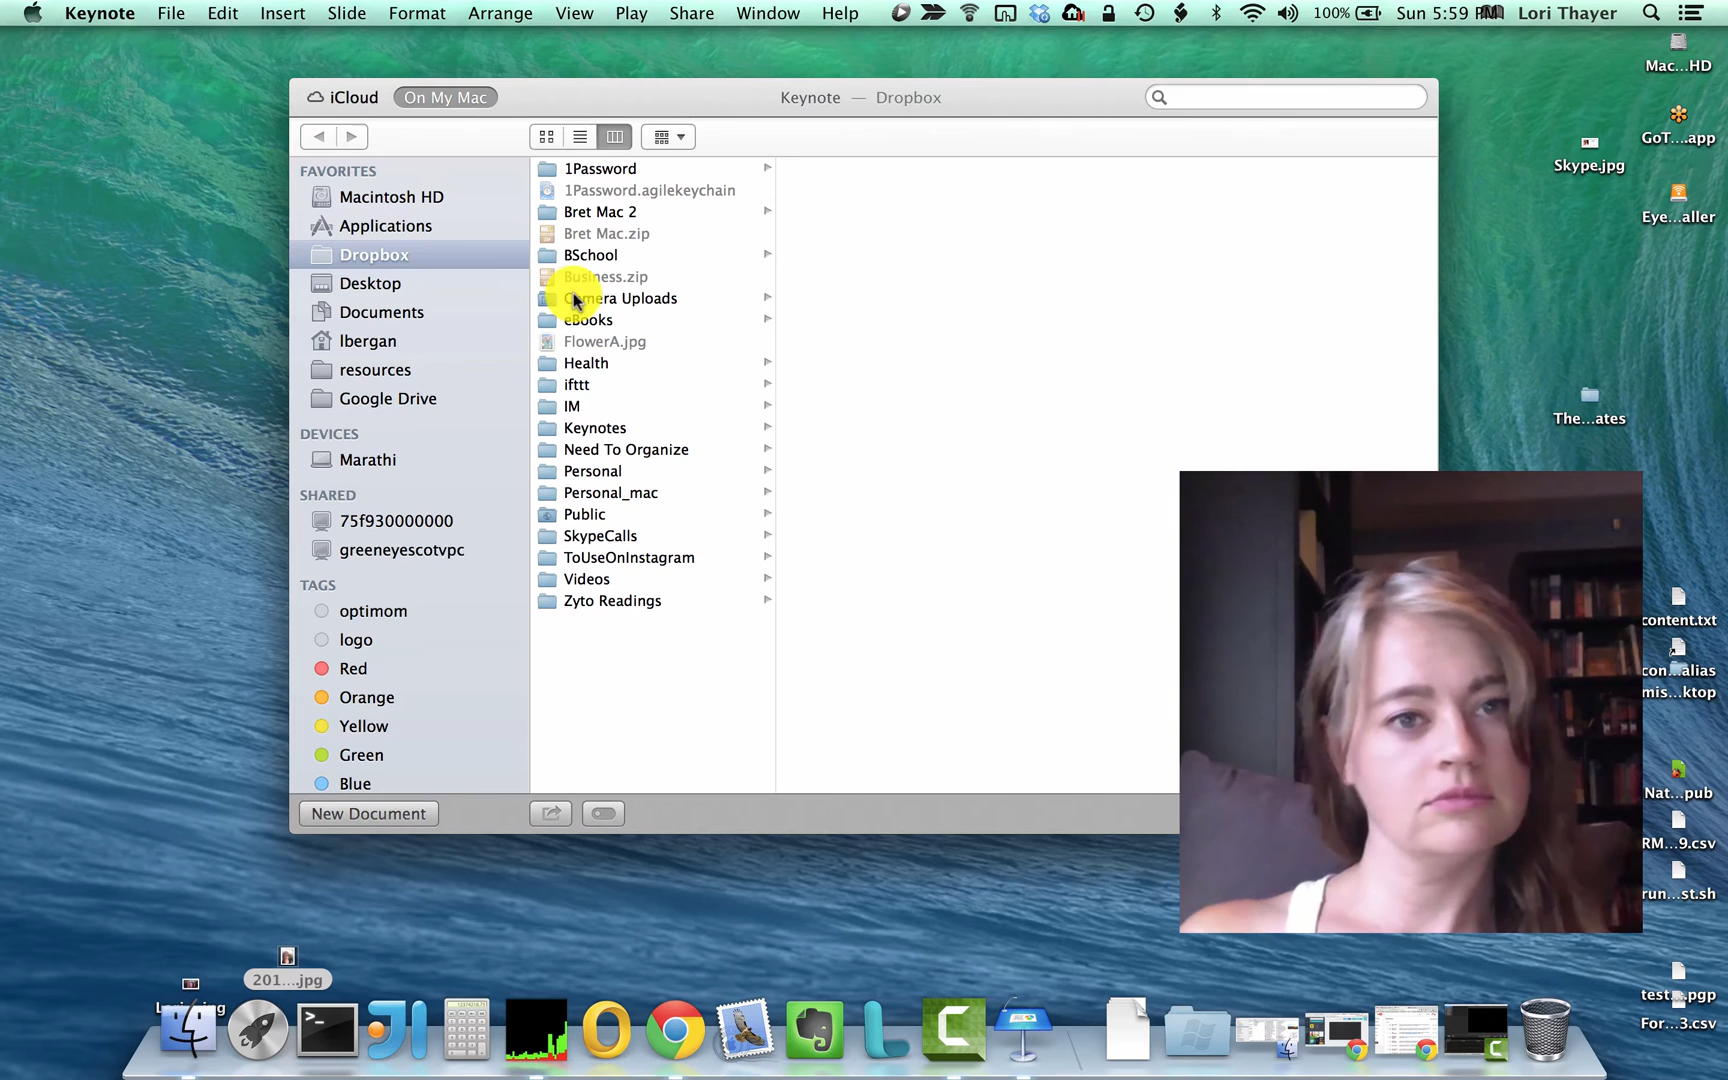 Keynote File Edit Insert Slide Format Arrange View Play Share Window Help 100% Sun 5:59 Lori Thayer
Mac...HD
GoT....app
Skype.jpg
Eye...aller
The...ates
content.txt
con...alias
mis...ktop
Nat...pub
RM...9.csv
run...st.sh
test...pgp
For...3.csv
iCloud On My Mac Keynote — Dropbox
FAVORITES
Macintosh HD
Applications
Dropbox
Desktop
Documents
lbergan
resources
Google Drive
DEVICES
Marathi
SHARED
75f930000000
greeneyescotvpc
TAGS
optimom
logo
Red
Orange
Yellow
Green
Blue
1Password
1Password.agilekeychain
Bret Mac 2
Bret Mac.zip
BSchool
Business.zip
Camera Uploads
eBooks
FlowerA.jpg
Health
ifttt
IM
Keynotes
Need To Organize
Personal
Personal_mac
Public
SkypeCalls
ToUseOnInstagram
Videos
Zyto Readings
New Document
201...jpg